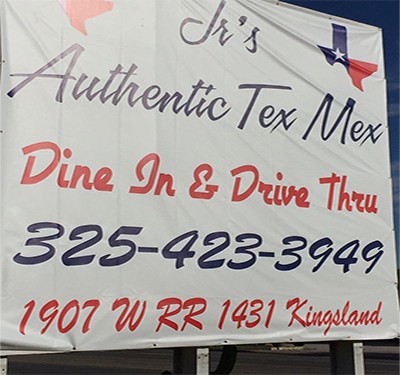 Jr's
Authentic Tex Mex
Dine In & Drive Thru
325-423-3949
1907 W RR 1431 Kingsland